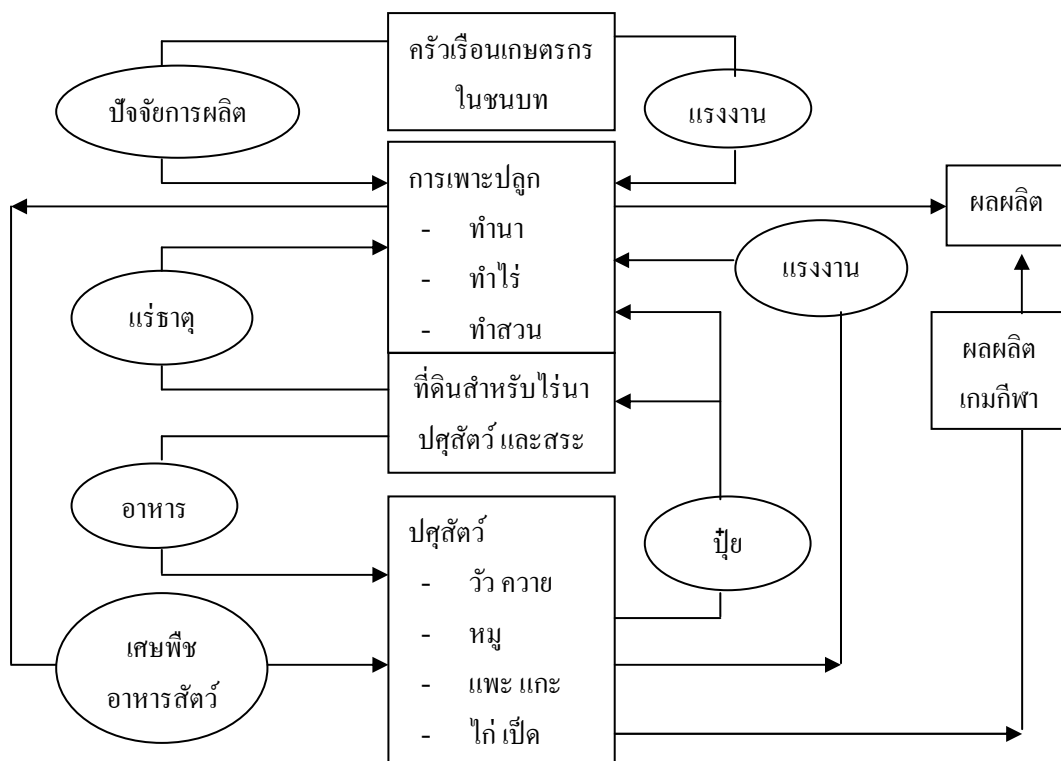 ครัวเรือนเกษตรกร
ในชนบท
ปัจจัยการผลิต
แรงงาน
การเพาะปลูก
- ทำนา
- ทำไร่
- ทำสวน
ผลผลิต
แรงงาน
แร่ธาตุ
ผลผลิต
เกมกีฬา
ที่ดินสำหรับไร่นา
ปศุสัตว์ และสระ
อาหาร
ปุ๋ย
ปศุสัตว์
- วัว ควาย
- หมู
- แพะ แกะ
- ไก่ เป็ด
เศษพืช
อาหารสัตว์